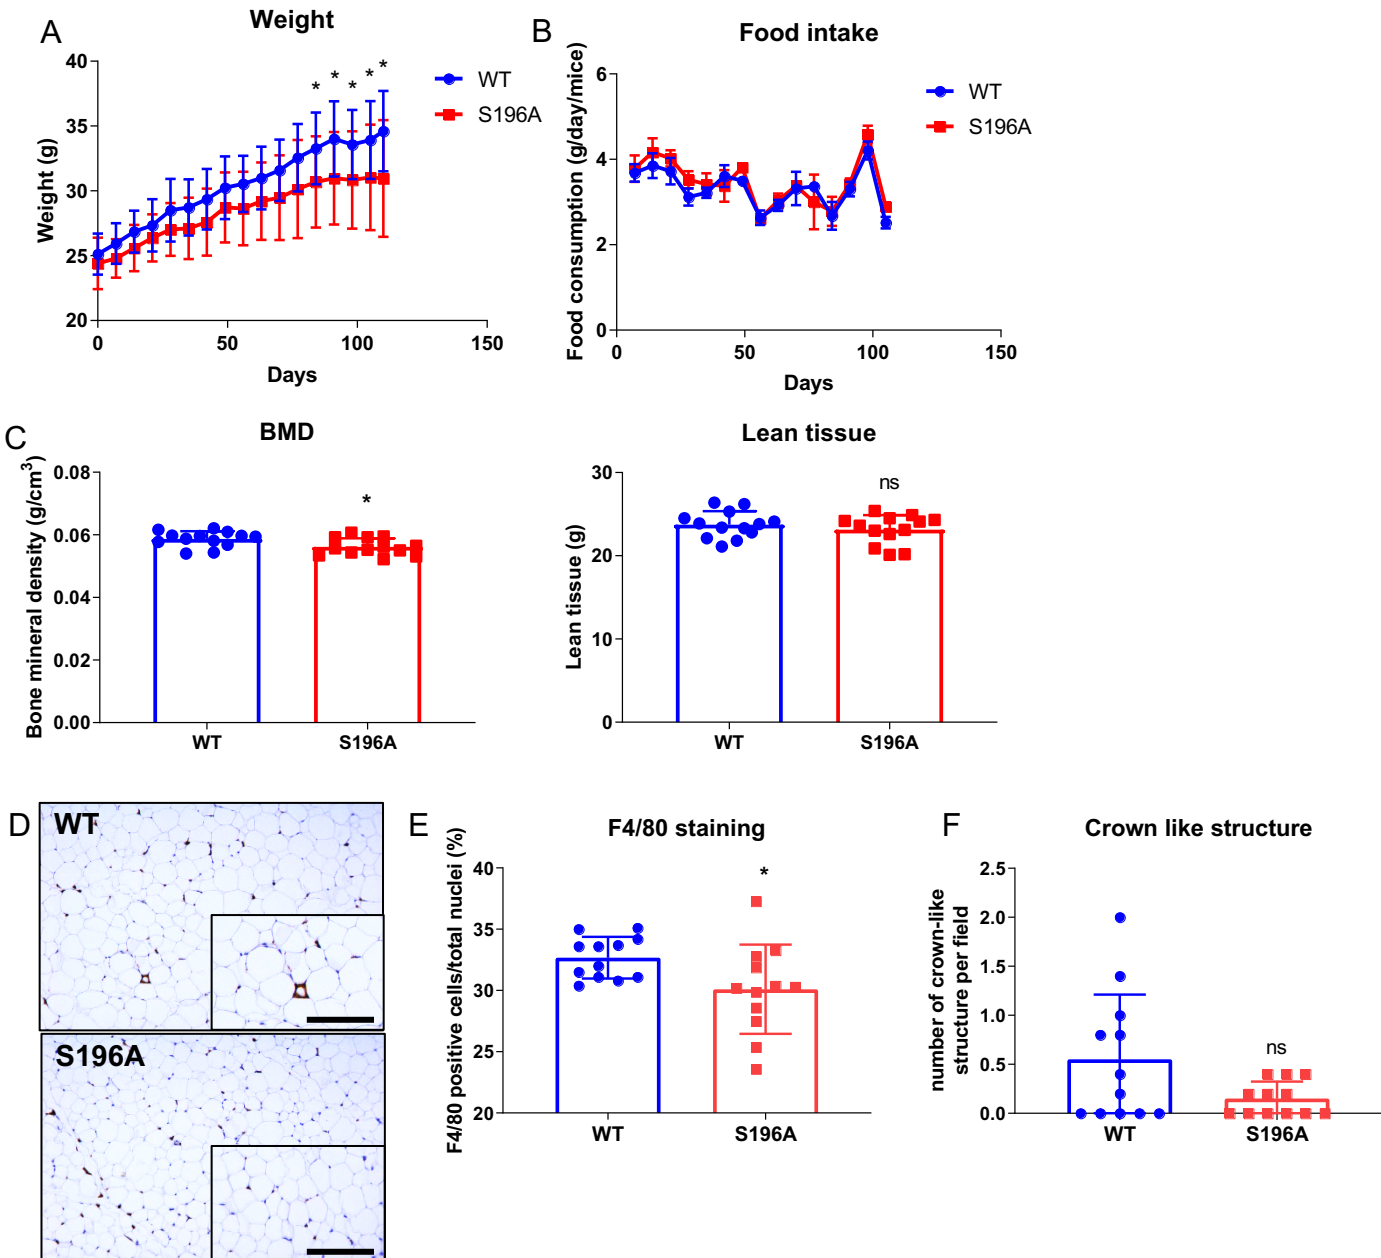 A
Weight
Weight (g)
40
35
30
25
20
* * * * *
WT
S196A
0 50 100 150
Days
B
Food intake
Food consumption (g/day/mice)
6
4
2
0
WT
S196A
0 50 100 150
Days
C
BMD
Bone mineral density (g/cm³)
0.08
0.06
0.04
0.02
0.00
*
WT S196A
Lean tissue
Lean tissue (g)
30
20
10
0
ns
WT S196A
D
WT
S196A
E
F4/80 staining
F4/80 positive cells/total nuclei (%)
40
35
30
25
20
*
WT S196A
F
Crown like structure
number of crown-like
structure per field
2.5
2.0
1.5
1.0
0.5
0.0
ns
WT S196A